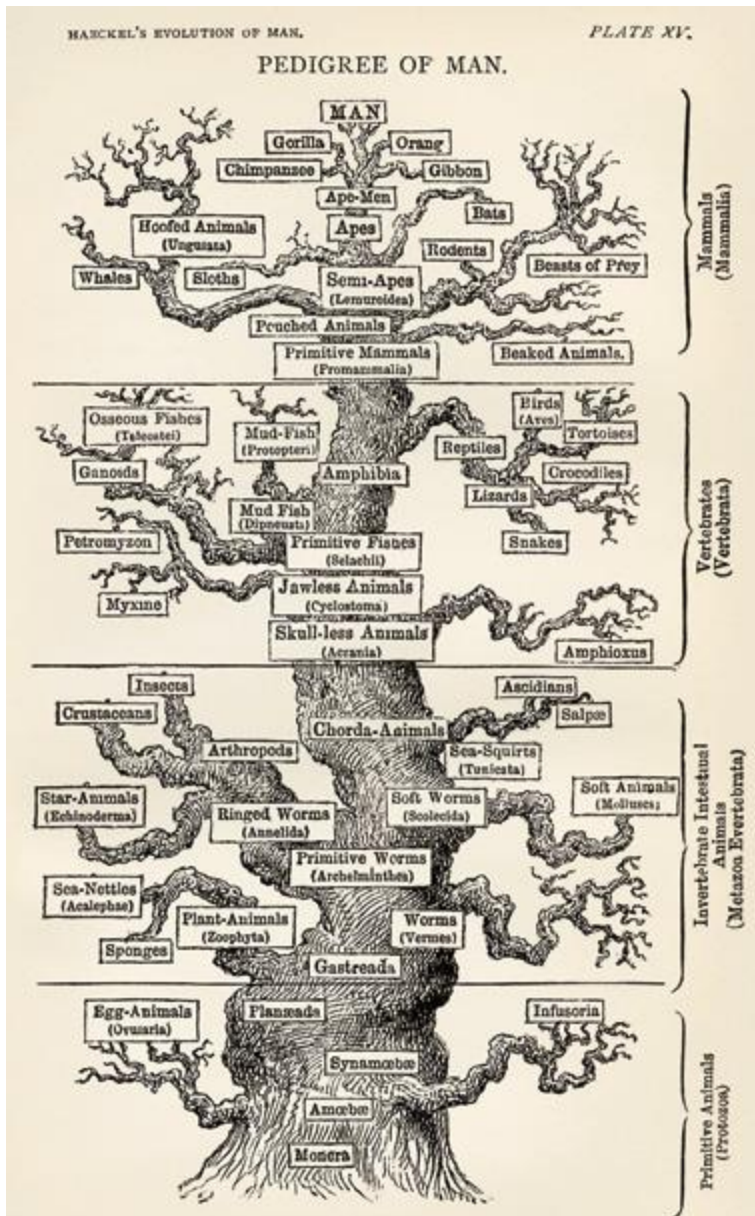 HAECKEL'S EVOLUTION OF MAN.
PLATE XV.
PEDIGREE OF MAN.
MAN
Gorilla
Orang
Chimpanzee
Gibbon
Ape-Men
Bats
Hoofed Animals
(Ungulata)
Apes
Rodents
Beasts of Prey
Whales
Sloths
Semi-Apes
(Lemuroidea)
Pouched Animals
Primitive Mammals
(Promammalia)
Beaked Animals.
Mammals
(Mammalia)
Osseous Fishes
(Teleostei)
Mud-Fish
(Protopteri)
Birds
(Aves)
Tortoises
Reptiles
Ganoids
Amphibia
Crocodiles
Lizards
Mud Fish
(Dipneusta)
Petromyzon
Primitive Fishes
(Selachii)
Snakes
Jawless Animals
(Cyclostoma)
Myxine
Skull-less Animals
(Acrania)
Amphioxus
Vertebrates
(Vertebrata)
Insects
Ascidians
Crustaceans
Salpæ
Chorda-Animals
Arthropods
Sea-Squirts
(Tunicata)
Star-Animals
(Echinoderma)
Ringed Worms
(Annelida)
Soft Worms
(Scolecida)
Soft Animals
(Mollusca)
Primitive Worms
(Archelminthes)
Sea-Nettles
(Acalephae)
Plant-Animals
(Zoophyta)
Worms
(Vermes)
Sponges
Gastreada
Invertebrate Intestinal
Animals
(Metazoa Evertebrata)
Egg-Animals
(Ovularia)
Planæada
Infusoria
Synamœbæ
Amœbæ
Monera
Primitive Animals
(Protozoa)